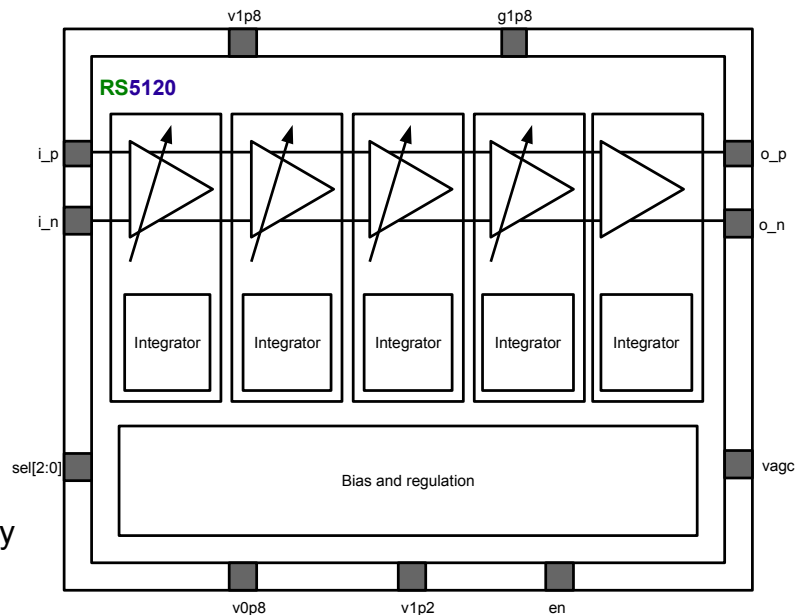 v1p8 g1p8
RS5120
i_p o_p
i_n o_n
Integrator Integrator Integrator Integrator Integrator
sel[2:0] Bias and regulation vagc
y
v0p8 v1p2 en